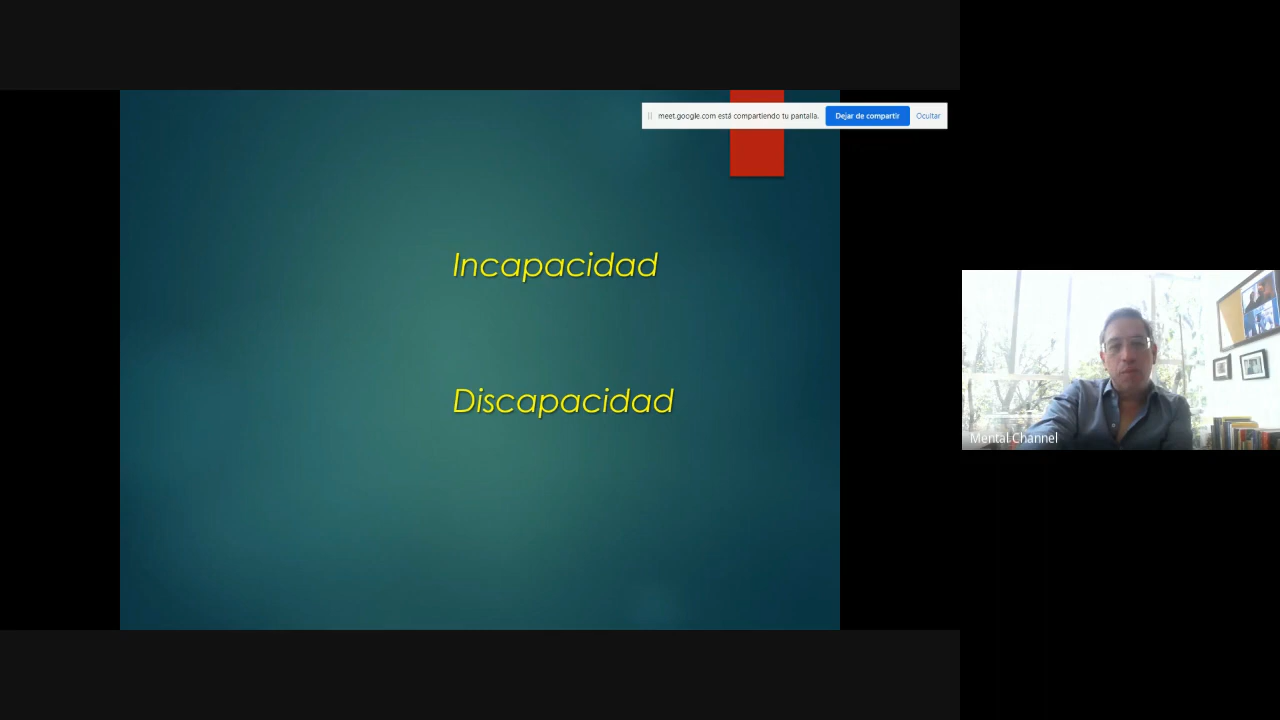 meet.google.com está compartiendo tu pantalla. Dejar de compartir Ocultar
Incapacidad
Discapacidad
Mental Channel